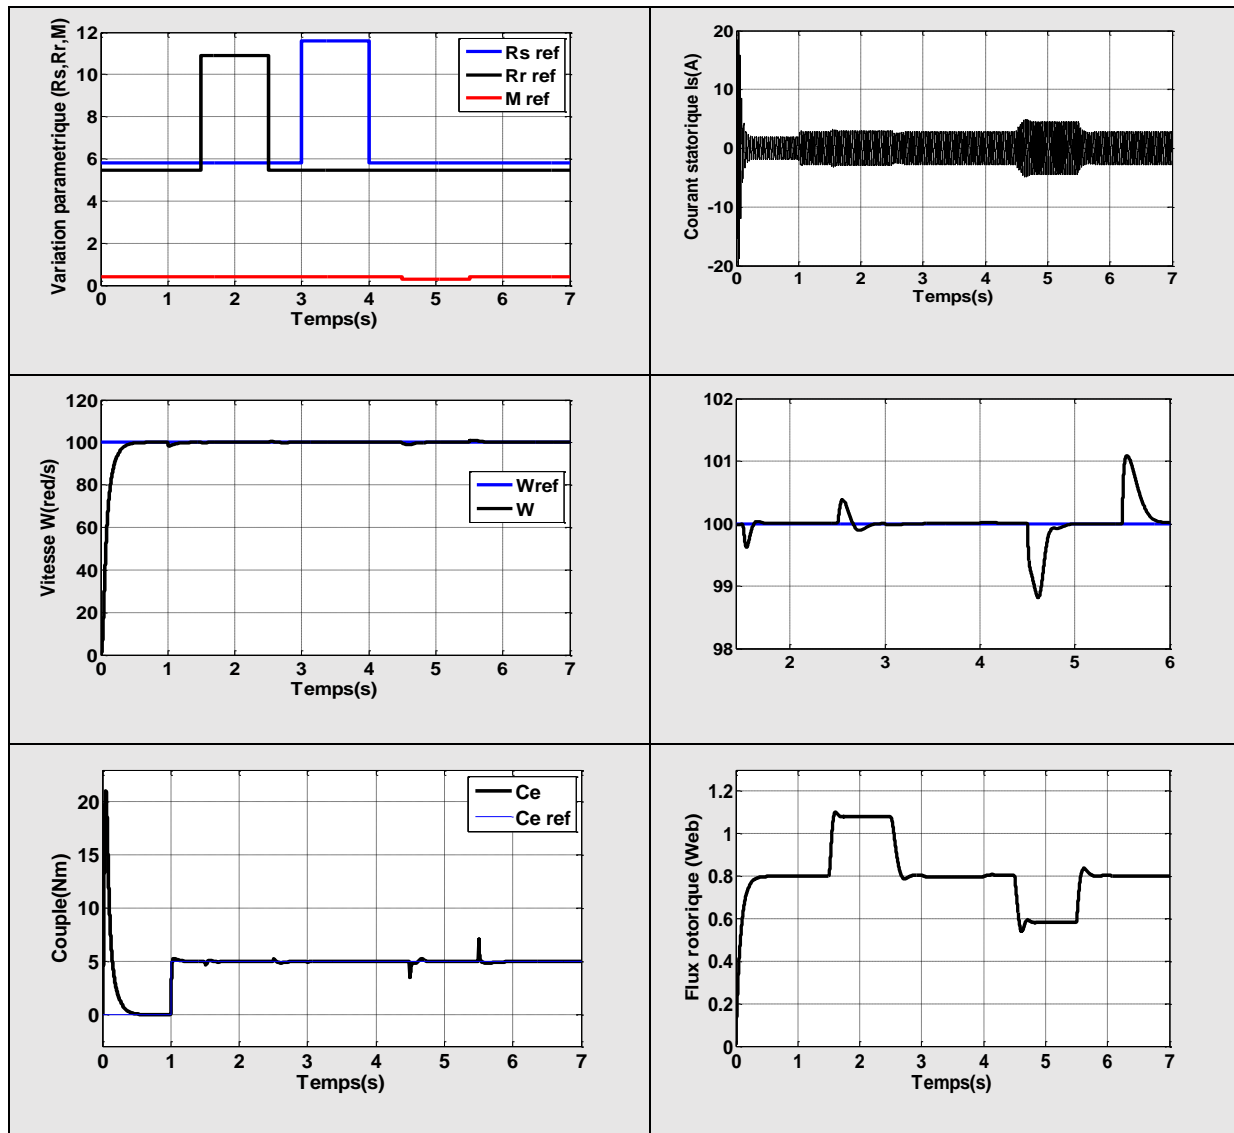 Variation parametrique (Rs,Rr,M)
12
10
8
6
4
2
0
Rs ref
Rr ref
M ref
0 1 2 3 4 5 6 7
Temps(s)
Courant statorique Is(A)
20
10
0
-10
-20
0 1 2 3 4 5 6 7
Temps(s)
Vitesse W(red/s)
120
100
80
60
40
20
0
Wref
W
0 1 2 3 4 5 6 7
Temps(s)
102
101
100
99
98
2 3 4 5 6
Couple(Nm)
20
15
10
5
0
Ce
Ce ref
0 1 2 3 4 5 6 7
Temps(s)
Flux rotorique (Web)
1.2
1
0.8
0.6
0.4
0.2
0
0 1 2 3 4 5 6 7
Temps(s)